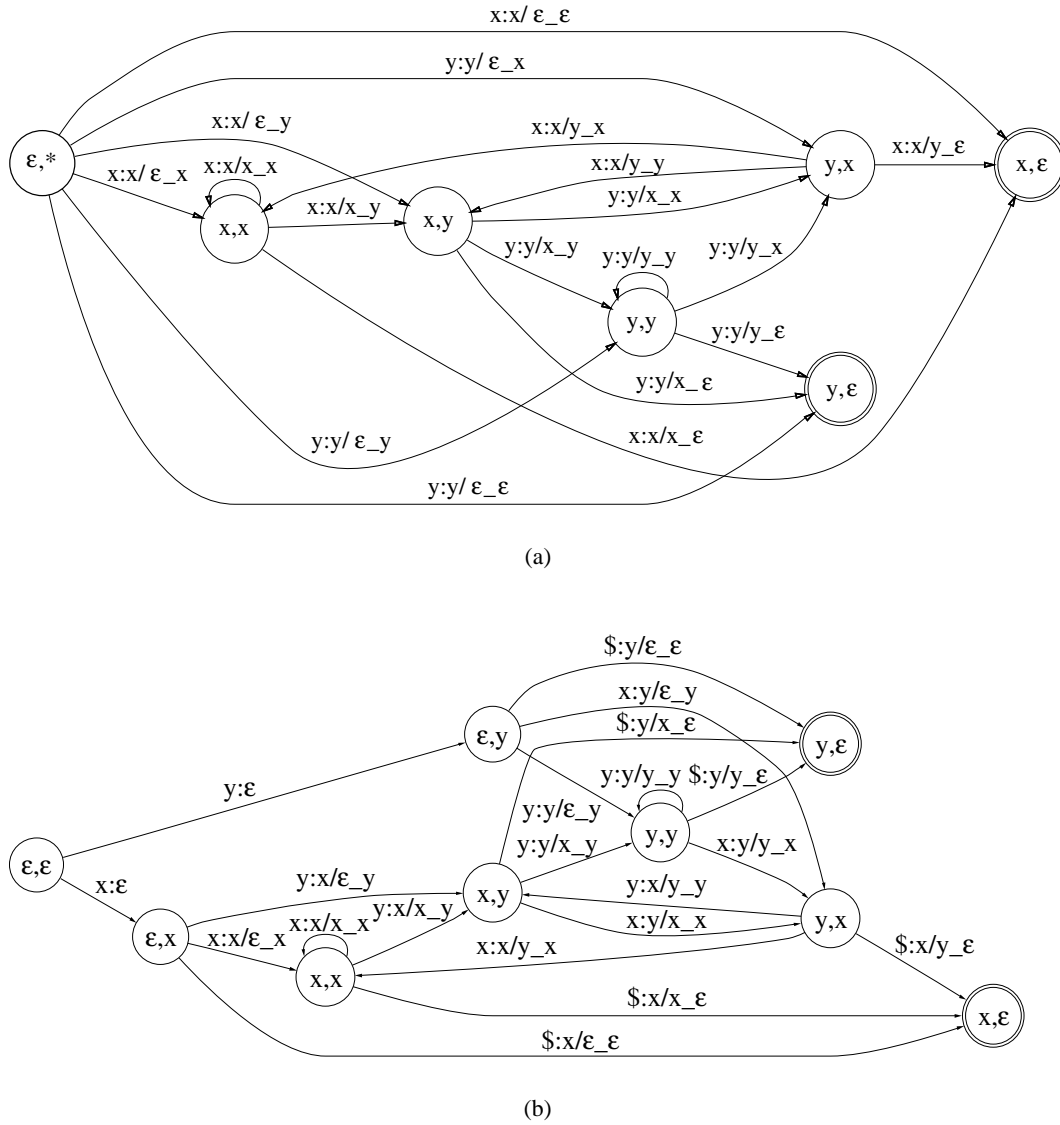 x:x/ ε_ε
y:y/ ε_x
x:x/ ε_y
x:x/y_x
ε,*
x:x/x_x
x:x/y_y
y,x
x:x/y_ε
x,ε
x:x/ ε_x
x:x/x_y
y:y/x_x
x,x
x,y
y:y/x_y
y:y/y_y
y:y/y_x
y,y
y:y/y_ε
y:y/x_ε
y,ε
y:y/ ε_y
x:x/x_ε
y:y/ ε_ε
(a)
$:y/ε_ε
x:y/ε_y
ε,y
$:y/x_ε
y,ε
y:ε
y:y/y_y
$:y/y_ε
y:y/ε_y
y,y
y:y/x_y
x:y/y_x
ε,ε
x:ε
y:x/ε_y
x,y
y:x/y_y
ε,x
x:x/x_x
y:x/x_y
x:y/x_x
y,x
x:x/ε_x
x:x/y_x
$:x/y_ε
x,x
$:x/x_ε
x,ε
$:x/ε_ε
(b)